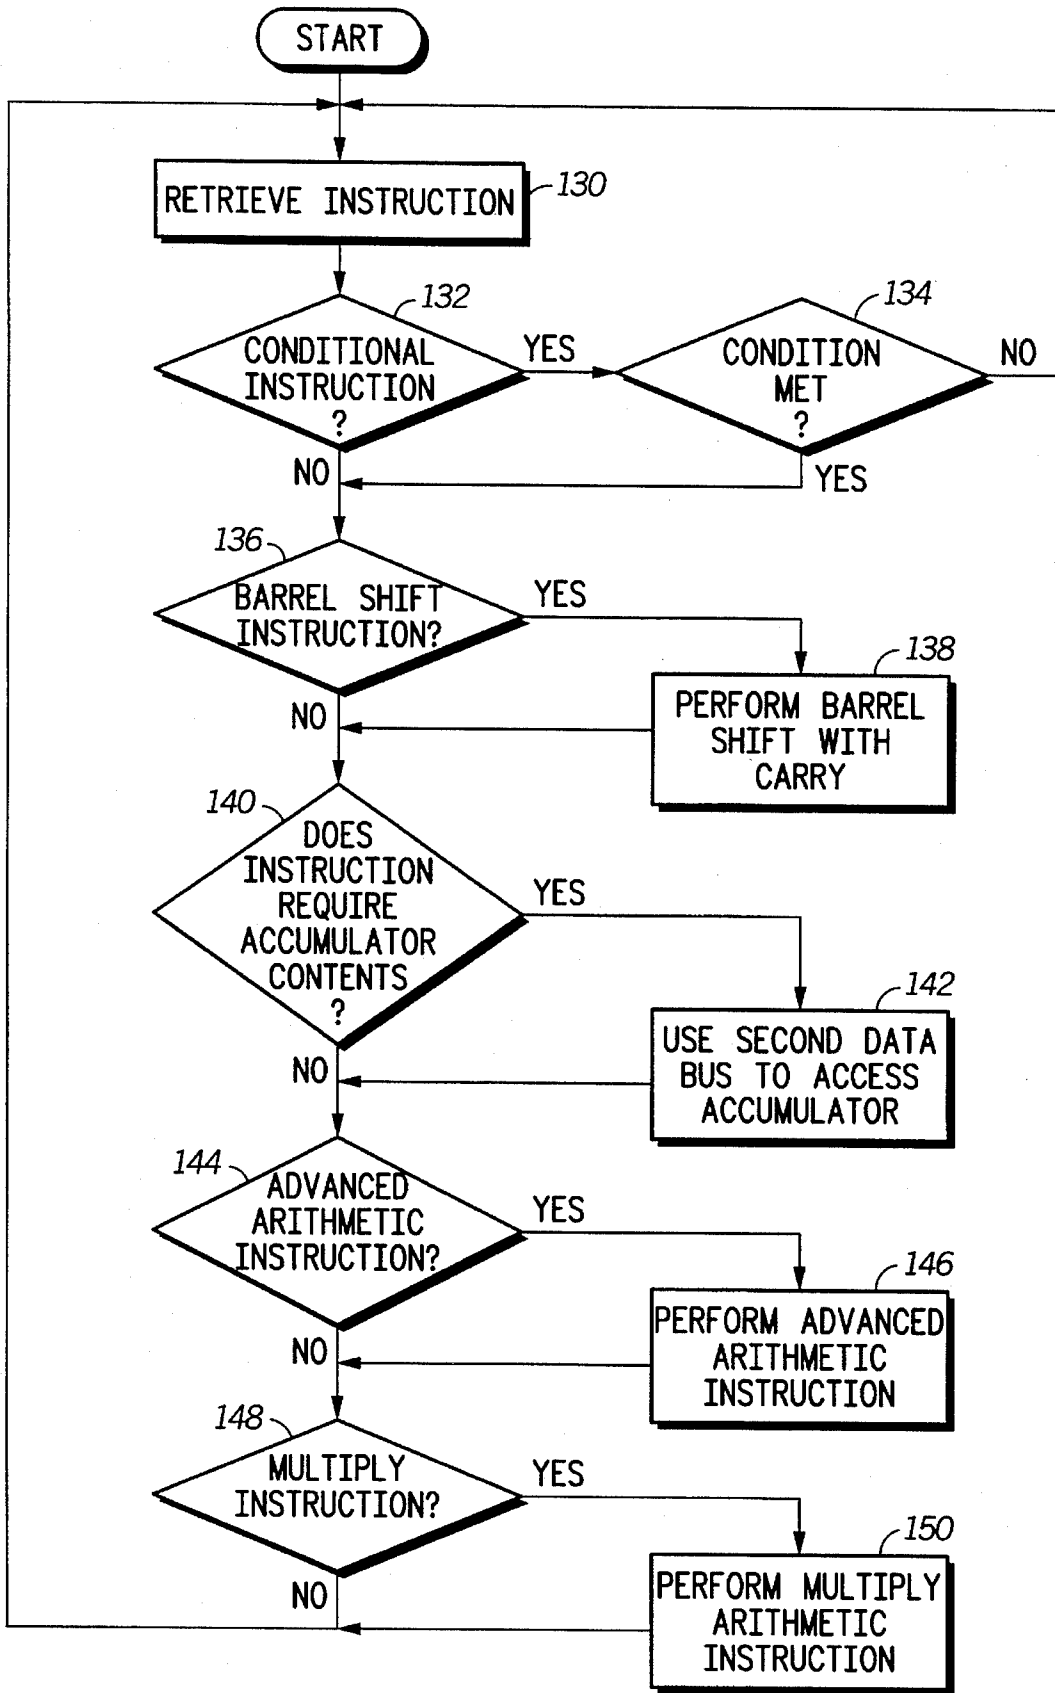 START
RETRIEVE INSTRUCTION
130
132
CONDITIONAL
INSTRUCTION
?
YES
NO
134
CONDITION
MET
?
NO
YES
136
BARREL SHIFT
INSTRUCTION?
YES
NO
138
PERFORM BARREL
SHIFT WITH
CARRY
140
DOES
INSTRUCTION
REQUIRE
ACCUMULATOR
CONTENTS
?
YES
NO
142
USE SECOND DATA
BUS TO ACCESS
ACCUMULATOR
144
ADVANCED
ARITHMETIC
INSTRUCTION?
YES
NO
146
PERFORM ADVANCED
ARITHMETIC
INSTRUCTION
148
MULTIPLY
INSTRUCTION?
YES
NO
150
PERFORM MULTIPLY
ARITHMETIC
INSTRUCTION